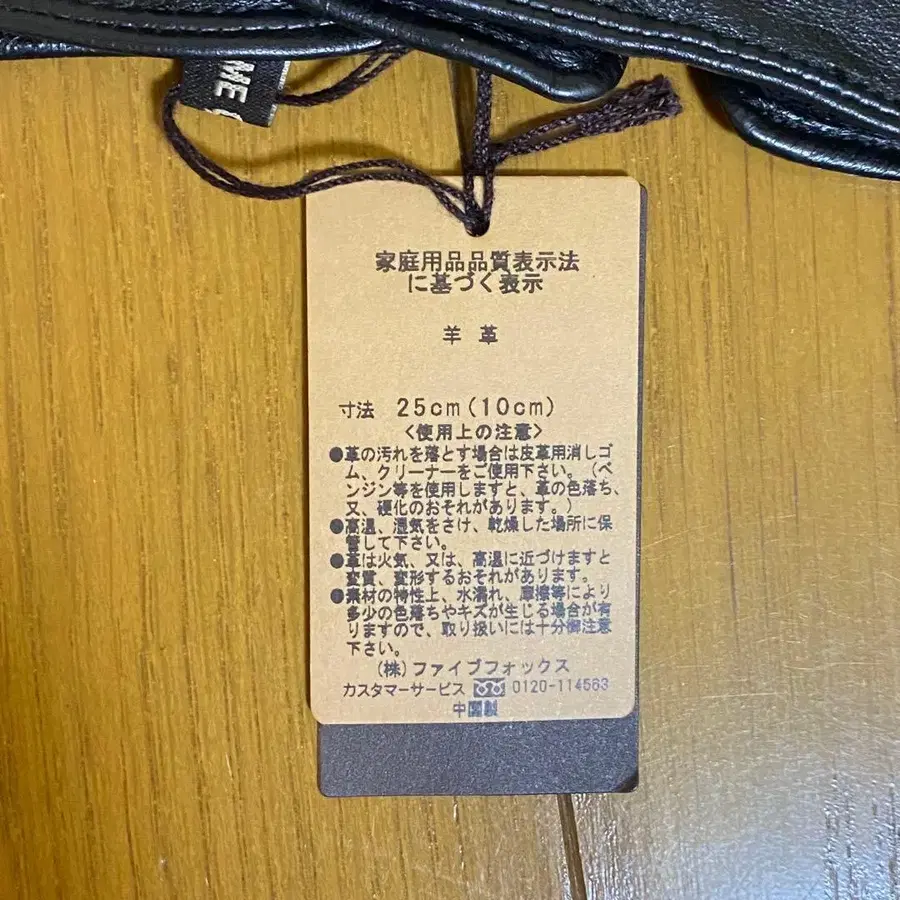 ME
家庭用品品質表示法
に基づく表示
羊 革
寸法 25cm(10cm)
<使用上の注意>
●革の汚れを落とす場合は皮革用消しゴ
ム、クリーナーをご使用下さい。(ベ
ンジン等を使用しますと、革の色落ち、
又、硬化のおそれがあります。)
●高温、湿気をさけ、乾燥した場所に保
管して下さい。
●革は火気、又は、高温に近づけますと
変質、変形するおそれがあります。
●素材の特性上、水濡れ、摩擦等により
多少の色落ちやキズが生じる場合が有
りますので、取り扱いには十分御注意
下さい。
(株)ファイブフォックス
カスタマーサービス 0120-114563
中国製